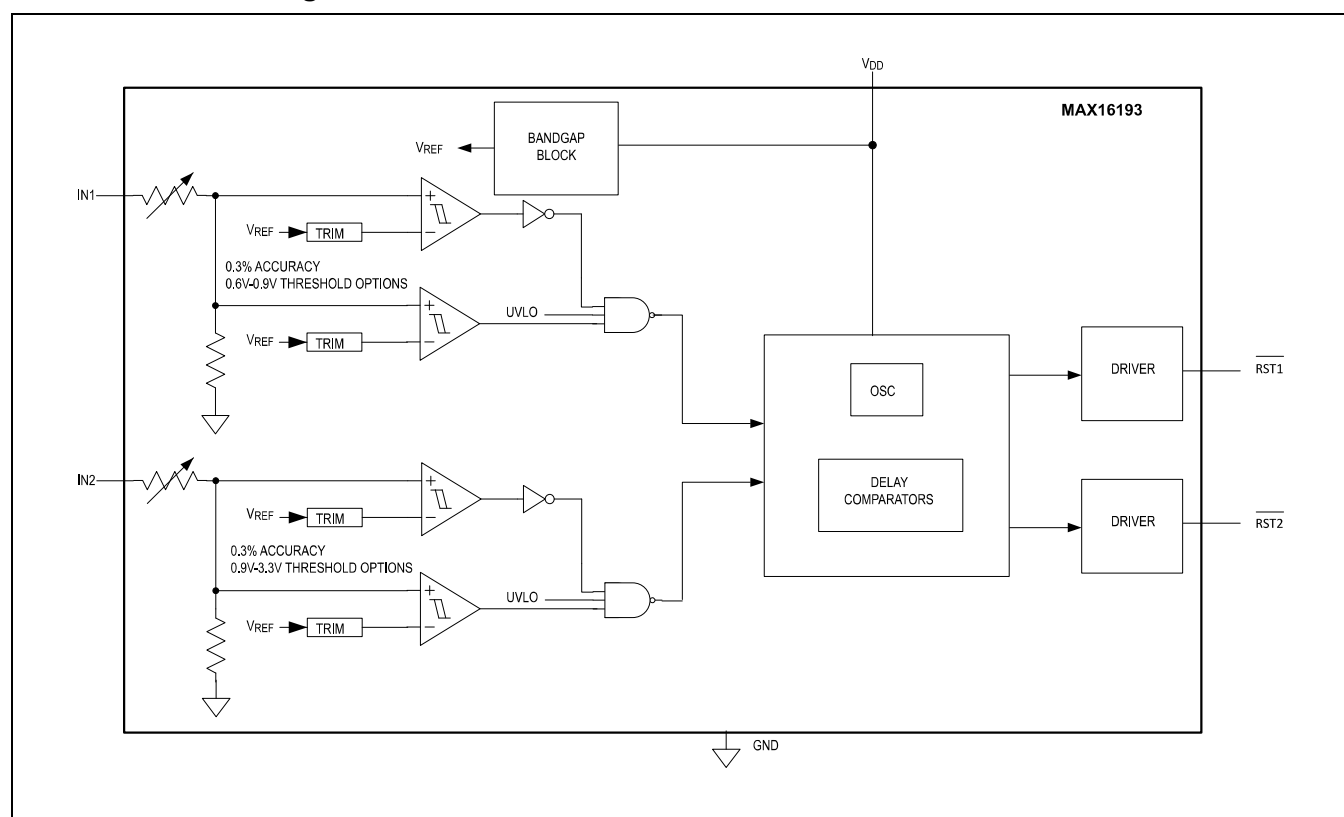 VDD
MAX16193
BANDGAP
BLOCK
VREF
IN1
+
VREF
TRIM
−
0.3% ACCURACY
0.6V-0.9V THRESHOLD OPTIONS
+
UVLO
VREF
TRIM
−
OSC
DRIVER
RST1
IN2
+
VREF
TRIM
−
DELAY
COMPARATORS
DRIVER
RST2
0.3% ACCURACY
0.9V-3.3V THRESHOLD OPTIONS
+
UVLO
VREF
TRIM
−
GND